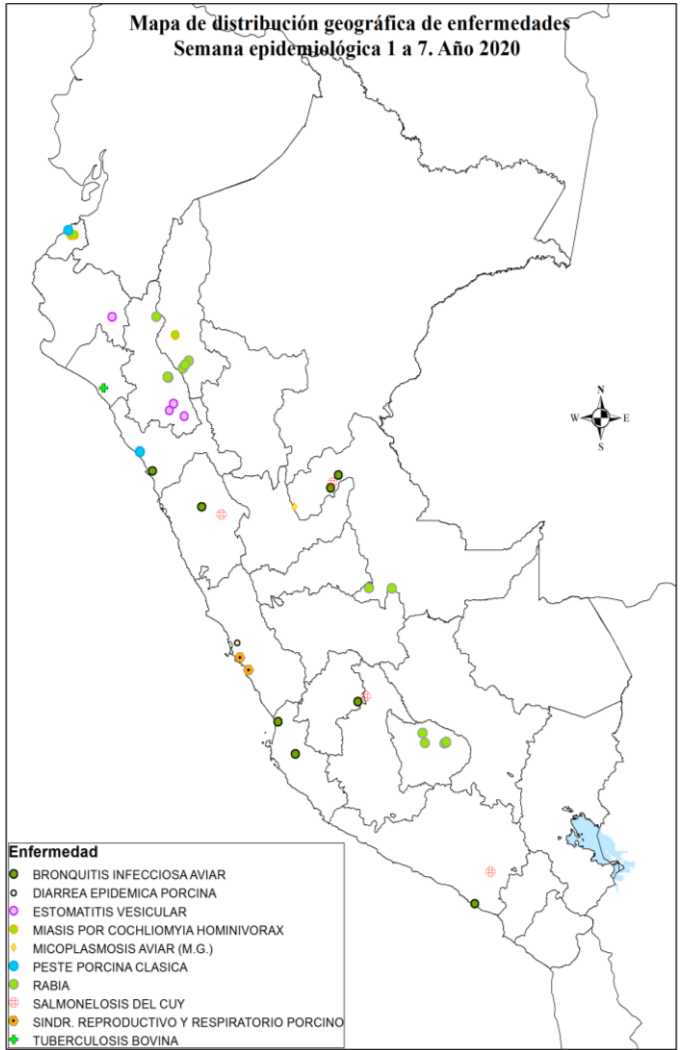 Mapa de distribución geográfica de enfermedades
Semana epidemiológica 1 a 7. Año 2020
N
W E
S
Enfermedad
BRONQUITIS INFECCIOSA AVIAR
DIARREA EPIDEMICA PORCINA
ESTOMATITIS VESICULAR
MIASIS POR COCHLIOMYIA HOMINIVORAX
MICOPLASMOSIS AVIAR (M.G.)
PESTE PORCINA CLASICA
RABIA
SALMONELOSIS DEL CUY
SINDR. REPRODUCTIVO Y RESPIRATORIO PORCINO
TUBERCULOSIS BOVINA